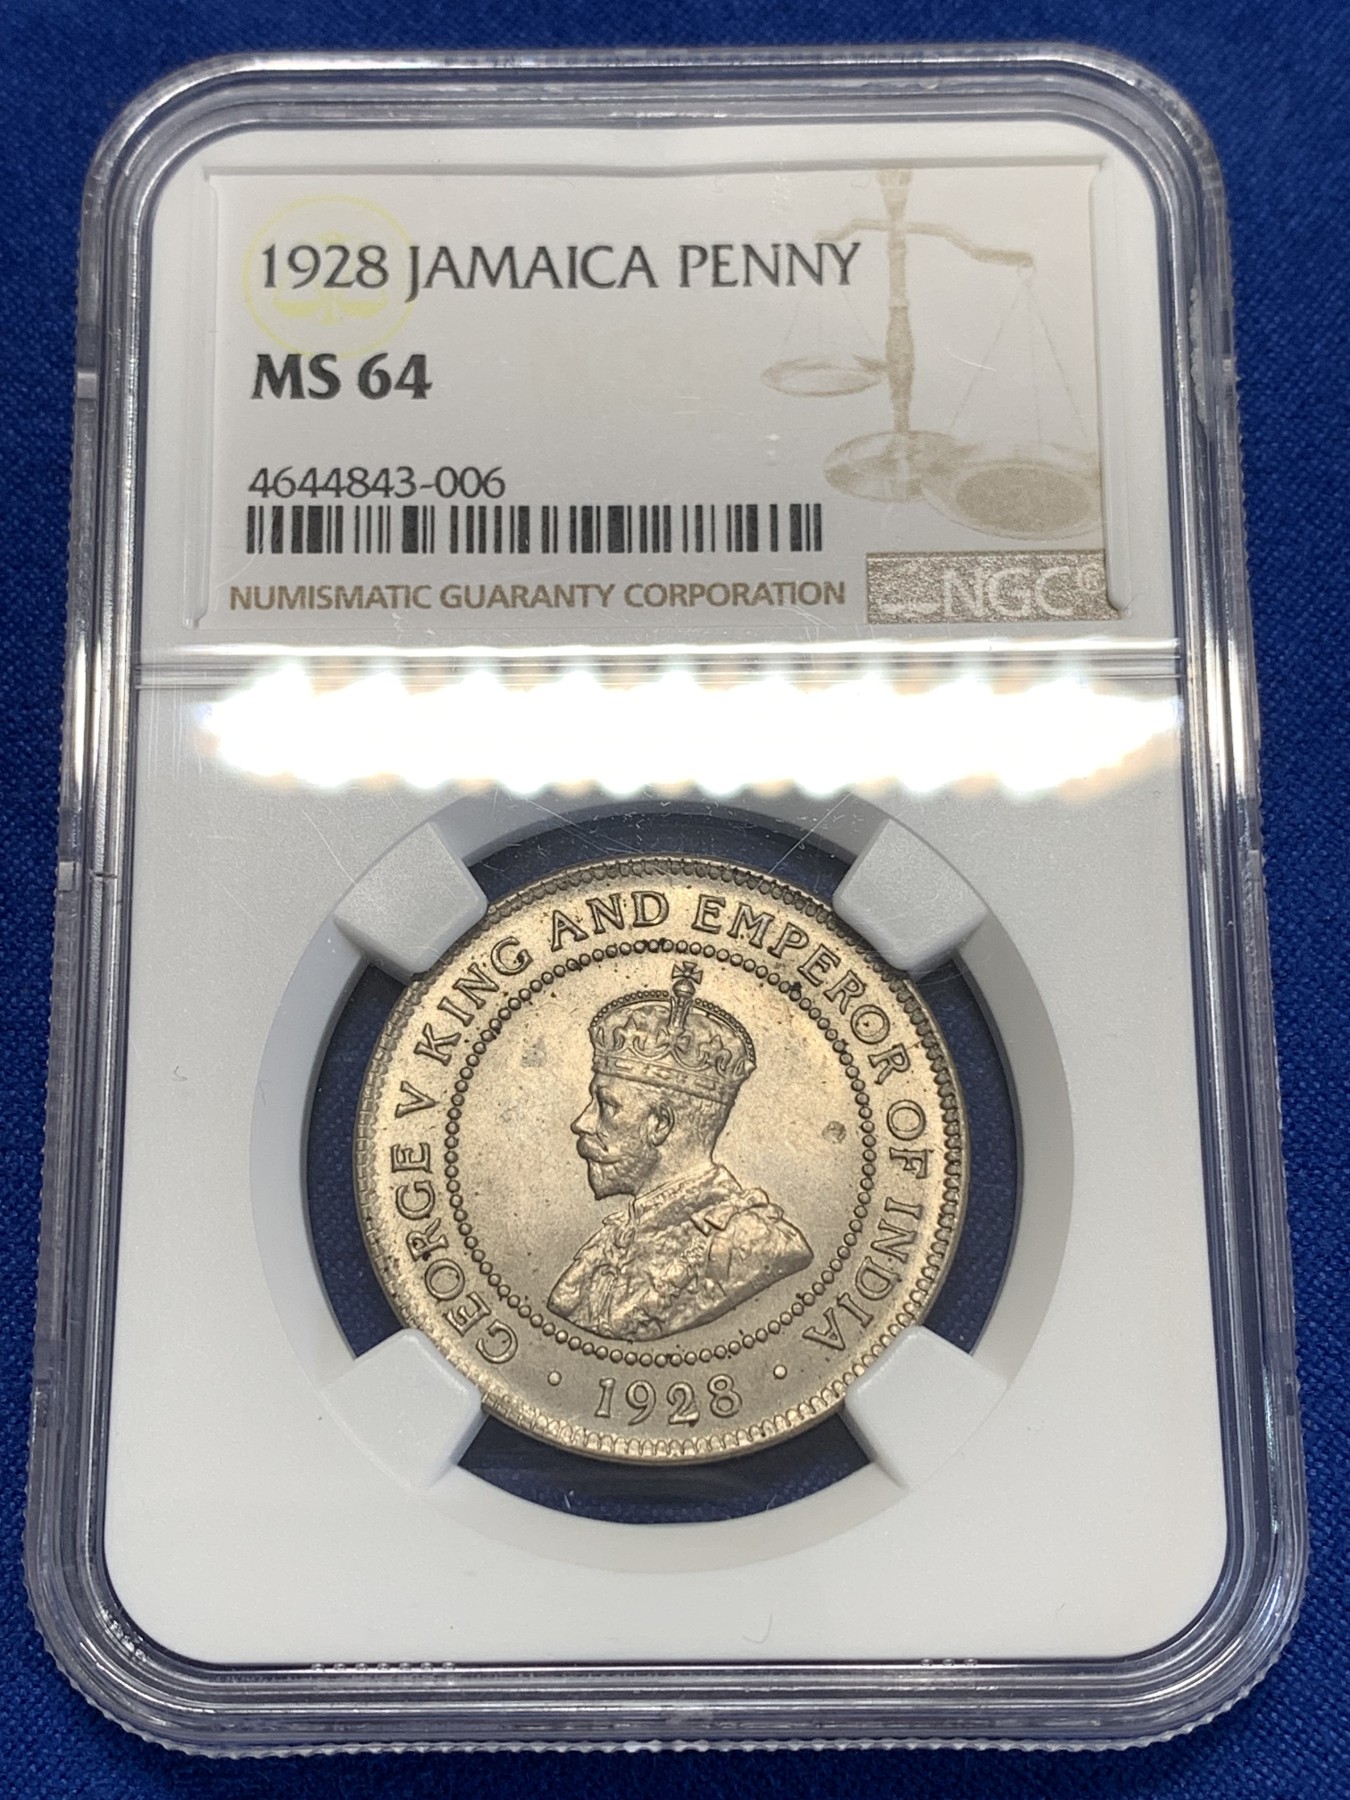 1928 JAMAICA PENNY
MS 64
4644843-006
NUMISMATIC GUARANTY CORPORATION
NGC®
GEORGE V KING AND EMPEROR OF INDIA
· 1928 ·